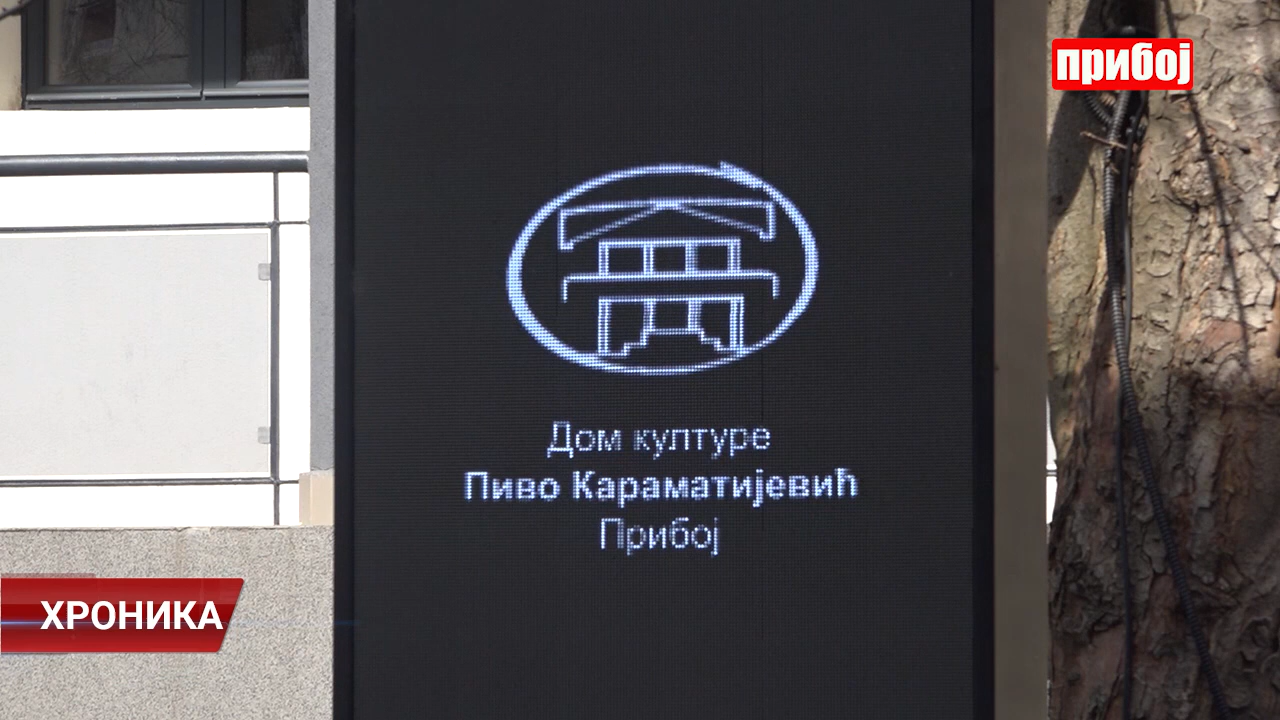 прибој
Дом културе
Пиво Караматијевић
Прибој
ХРОНИКА